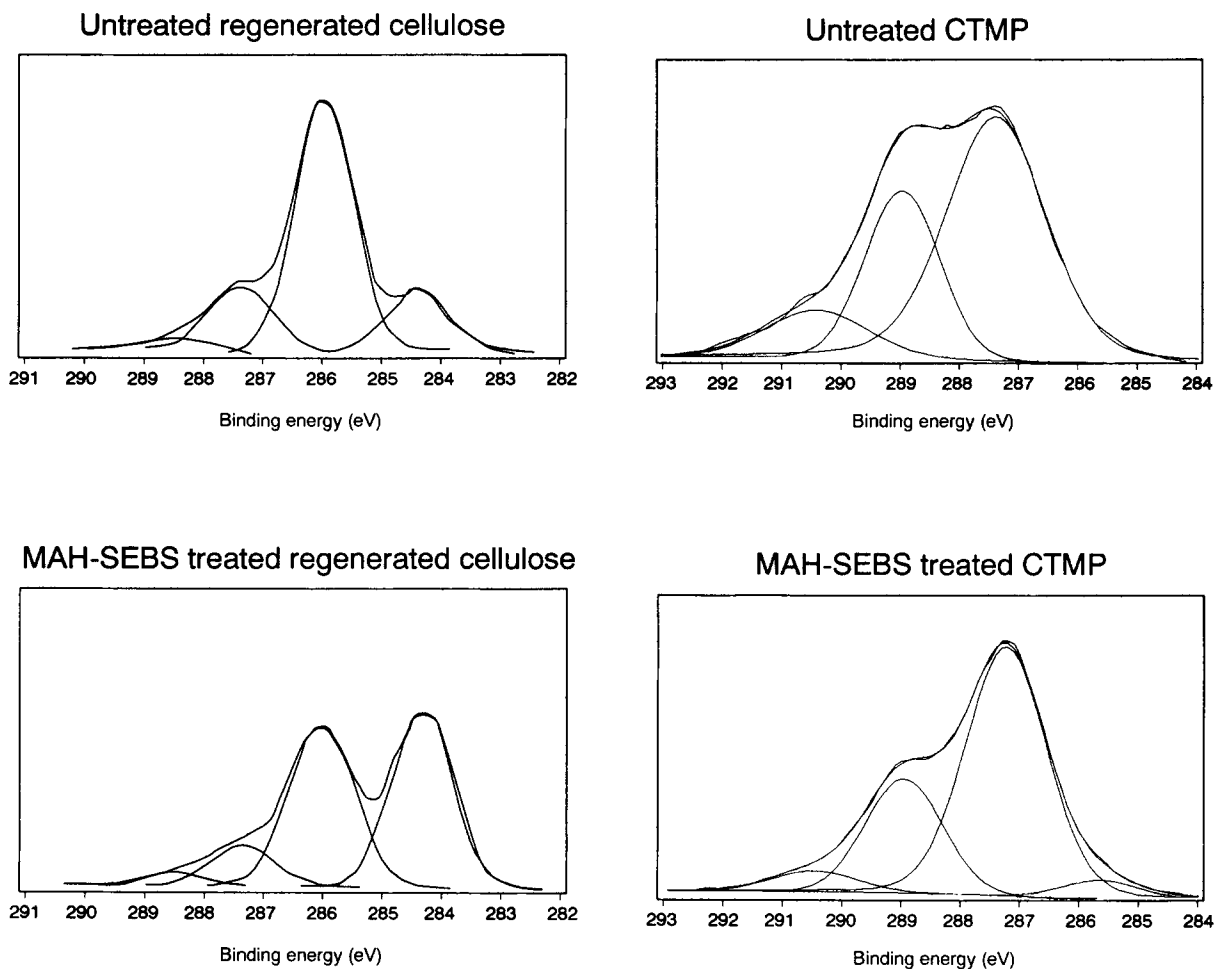 Untreated regenerated cellulose
291 290 289 288 287 286 285 284 283 282
Binding energy (eV)
Untreated CTMP
293 292 291 290 289 288 287 286 285 284
Binding energy (eV)
MAH-SEBS treated regenerated cellulose
291 290 289 288 287 286 285 284 283 282
Binding energy (eV)
MAH-SEBS treated CTMP
293 292 291 290 289 288 287 286 285 284
Binding energy (eV)